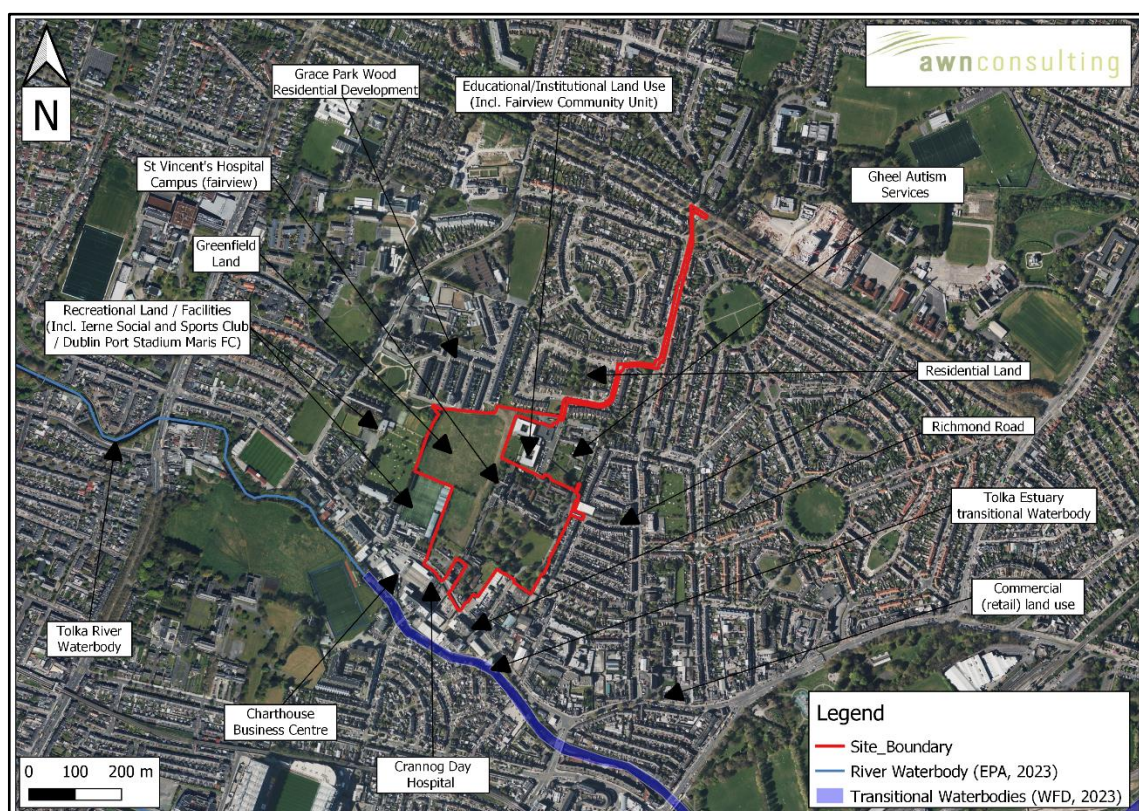 N
awnconsulting
Grace Park Wood
Residential Development
Educational/Institutional Land Use
(Incl. Fairview Community Unit)
St Vincent's Hospital
Campus (fairview)
Gheel Autism
Services
Greenfield
Land
Recreational Land / Facilities
(Incl. Ierne Social and Sports Club
/ Dublin Port Stadium Maris FC)
Residential Land
Richmond Road
Tolka Estuary
transitional Waterbody
Commercial
(retail) land use
Tolka River
Waterbody
Charthouse
Business Centre
Crannog Day
Hospital
0 100 200 m
Legend
Site_Boundary
River Waterbody (EPA, 2023)
Transitional Waterbodies (WFD, 2023)